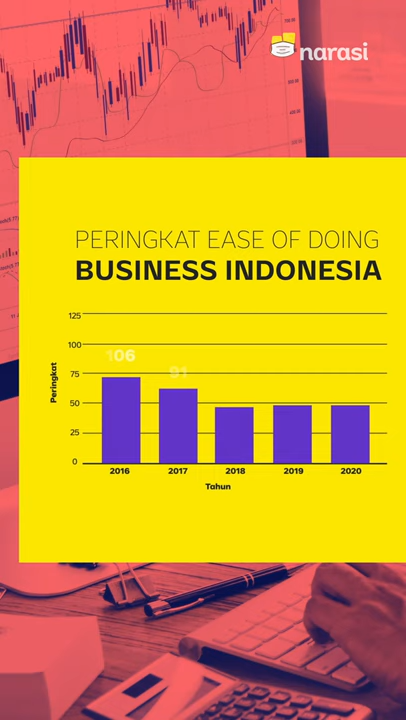 narasi
PERINGKAT EASE OF DOING
BUSINESS INDONESIA
125
100
106
91
75
50
25
0
Peringkat
2016 2017 2018 2019 2020
Tahun